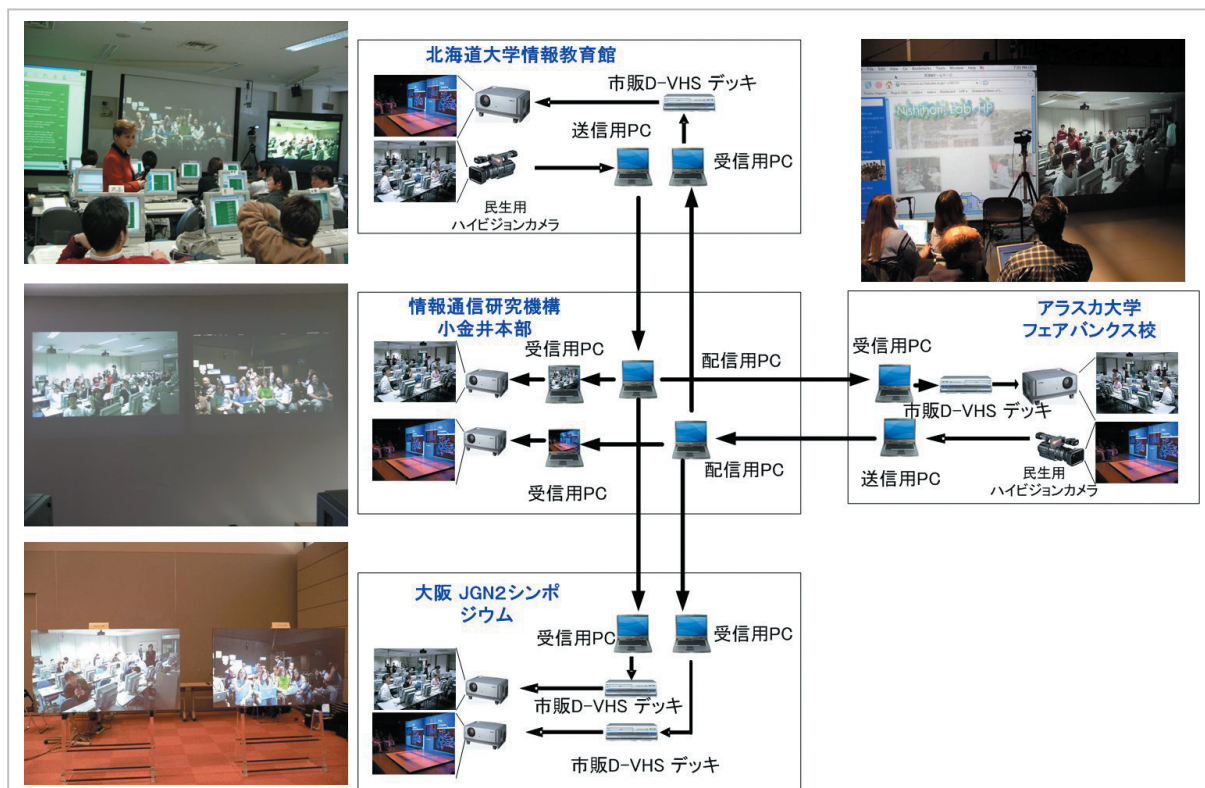 北海道大学情報教育館
市販D-VHS デッキ
送信用PC
受信用PC
民生用
ハイビジョンカメラ
Nishihori Lab. HP
情報通信研究機構
小金井本部
受信用PC
配信用PC
配信用PC
受信用PC
アラスカ大学
フェアバンクス校
受信用PC
市販D-VHS デッキ
送信用PC
民生用
ハイビジョンカメラ
大阪 JGN2シンポ
ジウム
受信用PC
受信用PC
市販D-VHS デッキ
市販D-VHS デッキ